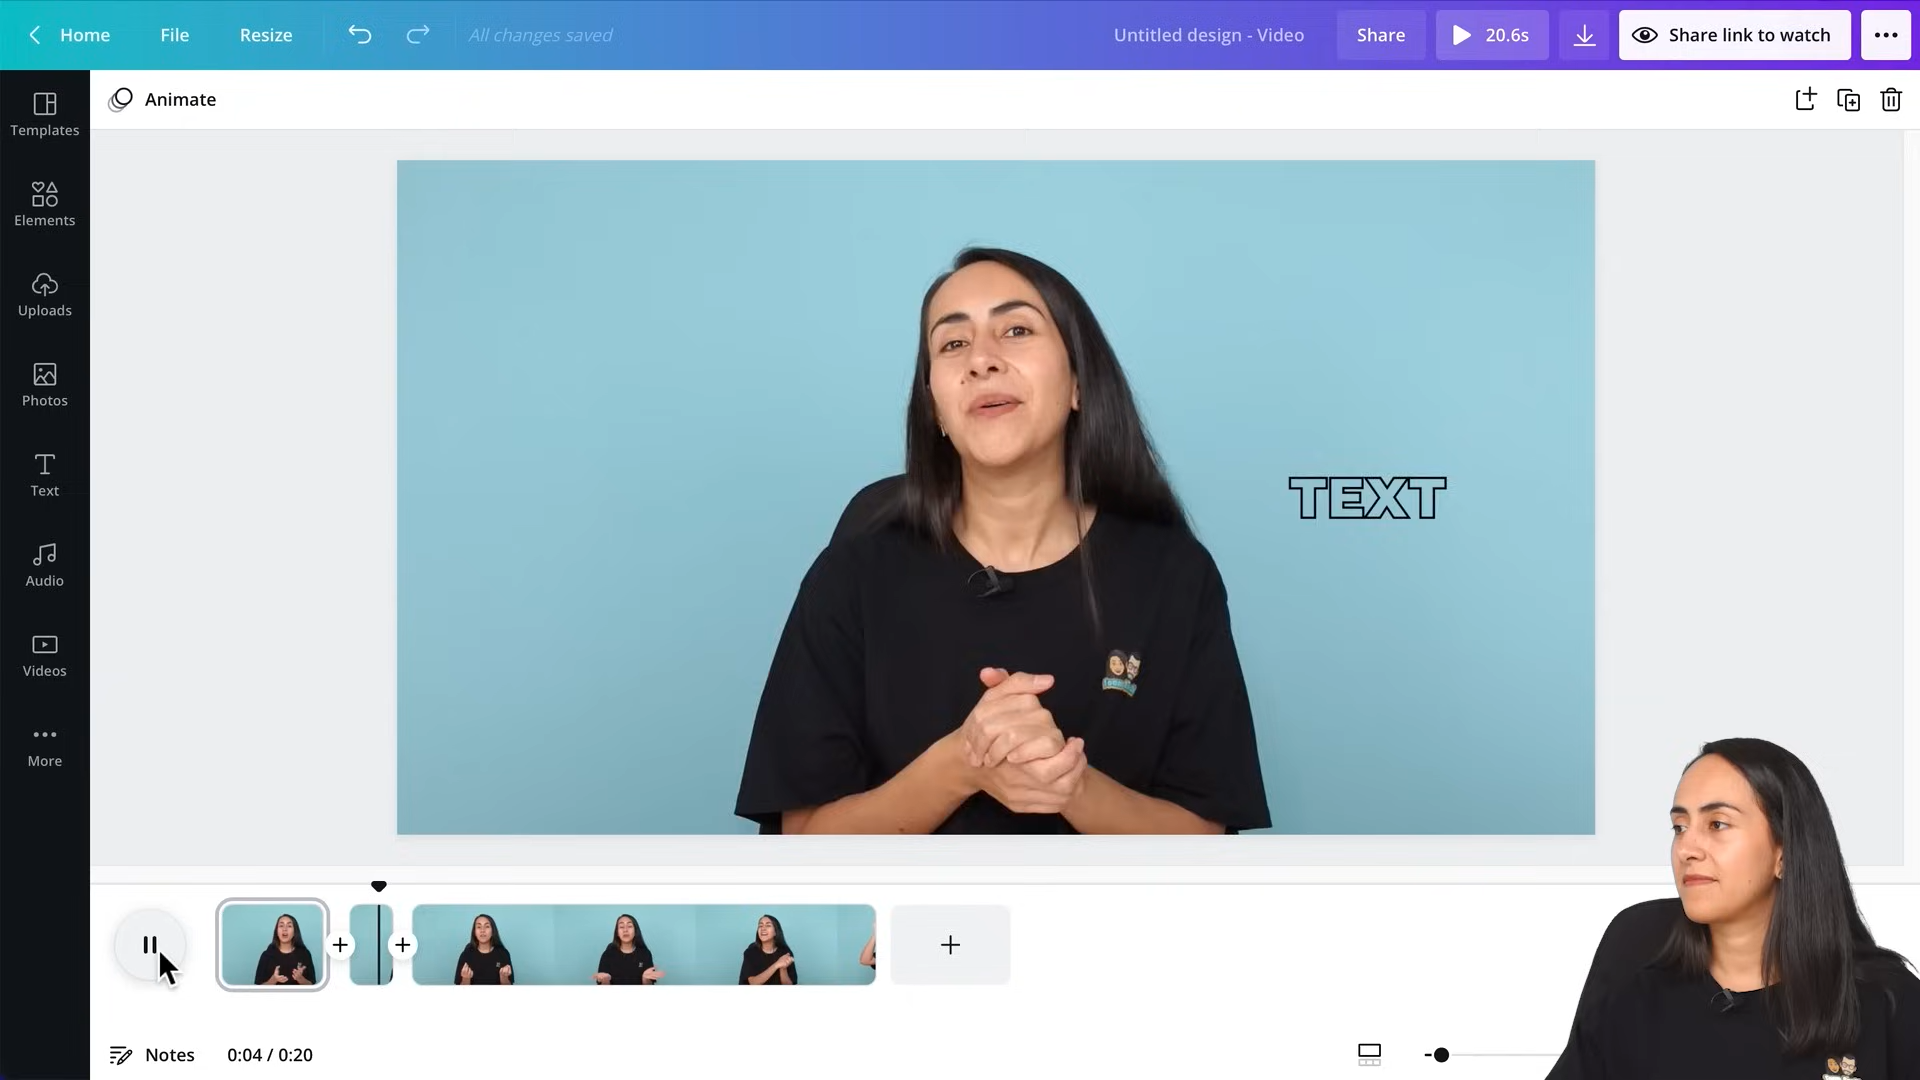 Home
File
Resize
All changes saved
Untitled design - Video
Share
20.6s
Share link to watch
Animate
Templates
Elements
Uploads
Photos
Text
Audio
Videos
More
TEXT
Notes
0:04 / 0:20